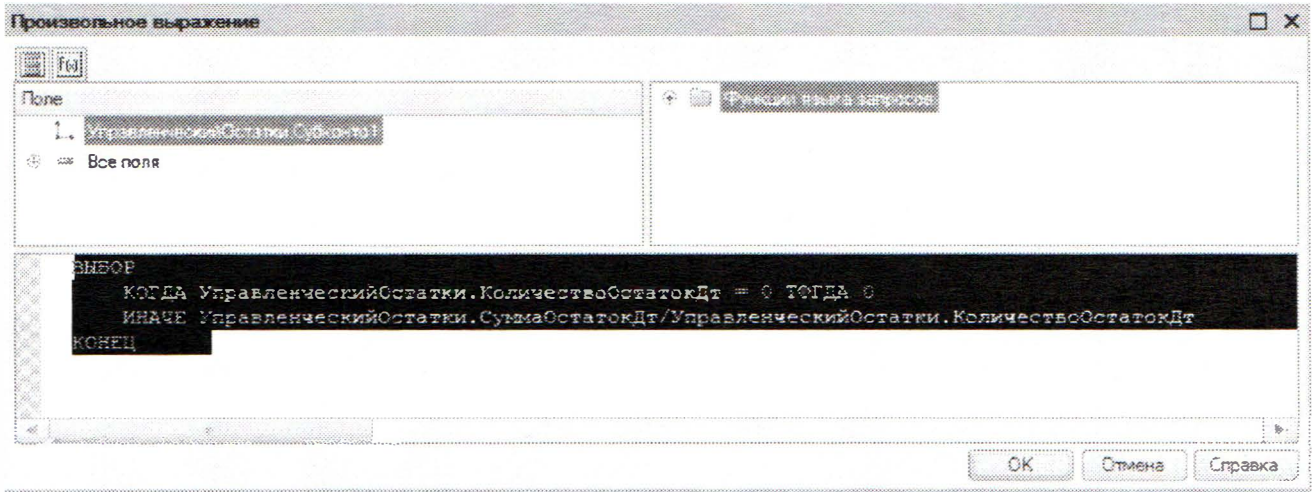 Произвольное выражение
f(x)
Поле
Функции языка запросов
УправленческийОстатки.Субконто1
Все поля
ВЫБОР
КОГДА УправленческийОстатки.КоличествоОстатокДт = 0 ТОГДА 0
ИНАЧЕ УправленческийОстатки.СуммаОстатокДт/УправленческийОстатки.КоличествоОстатокДт
КОНЕЦ
OK
Отмена
Справка